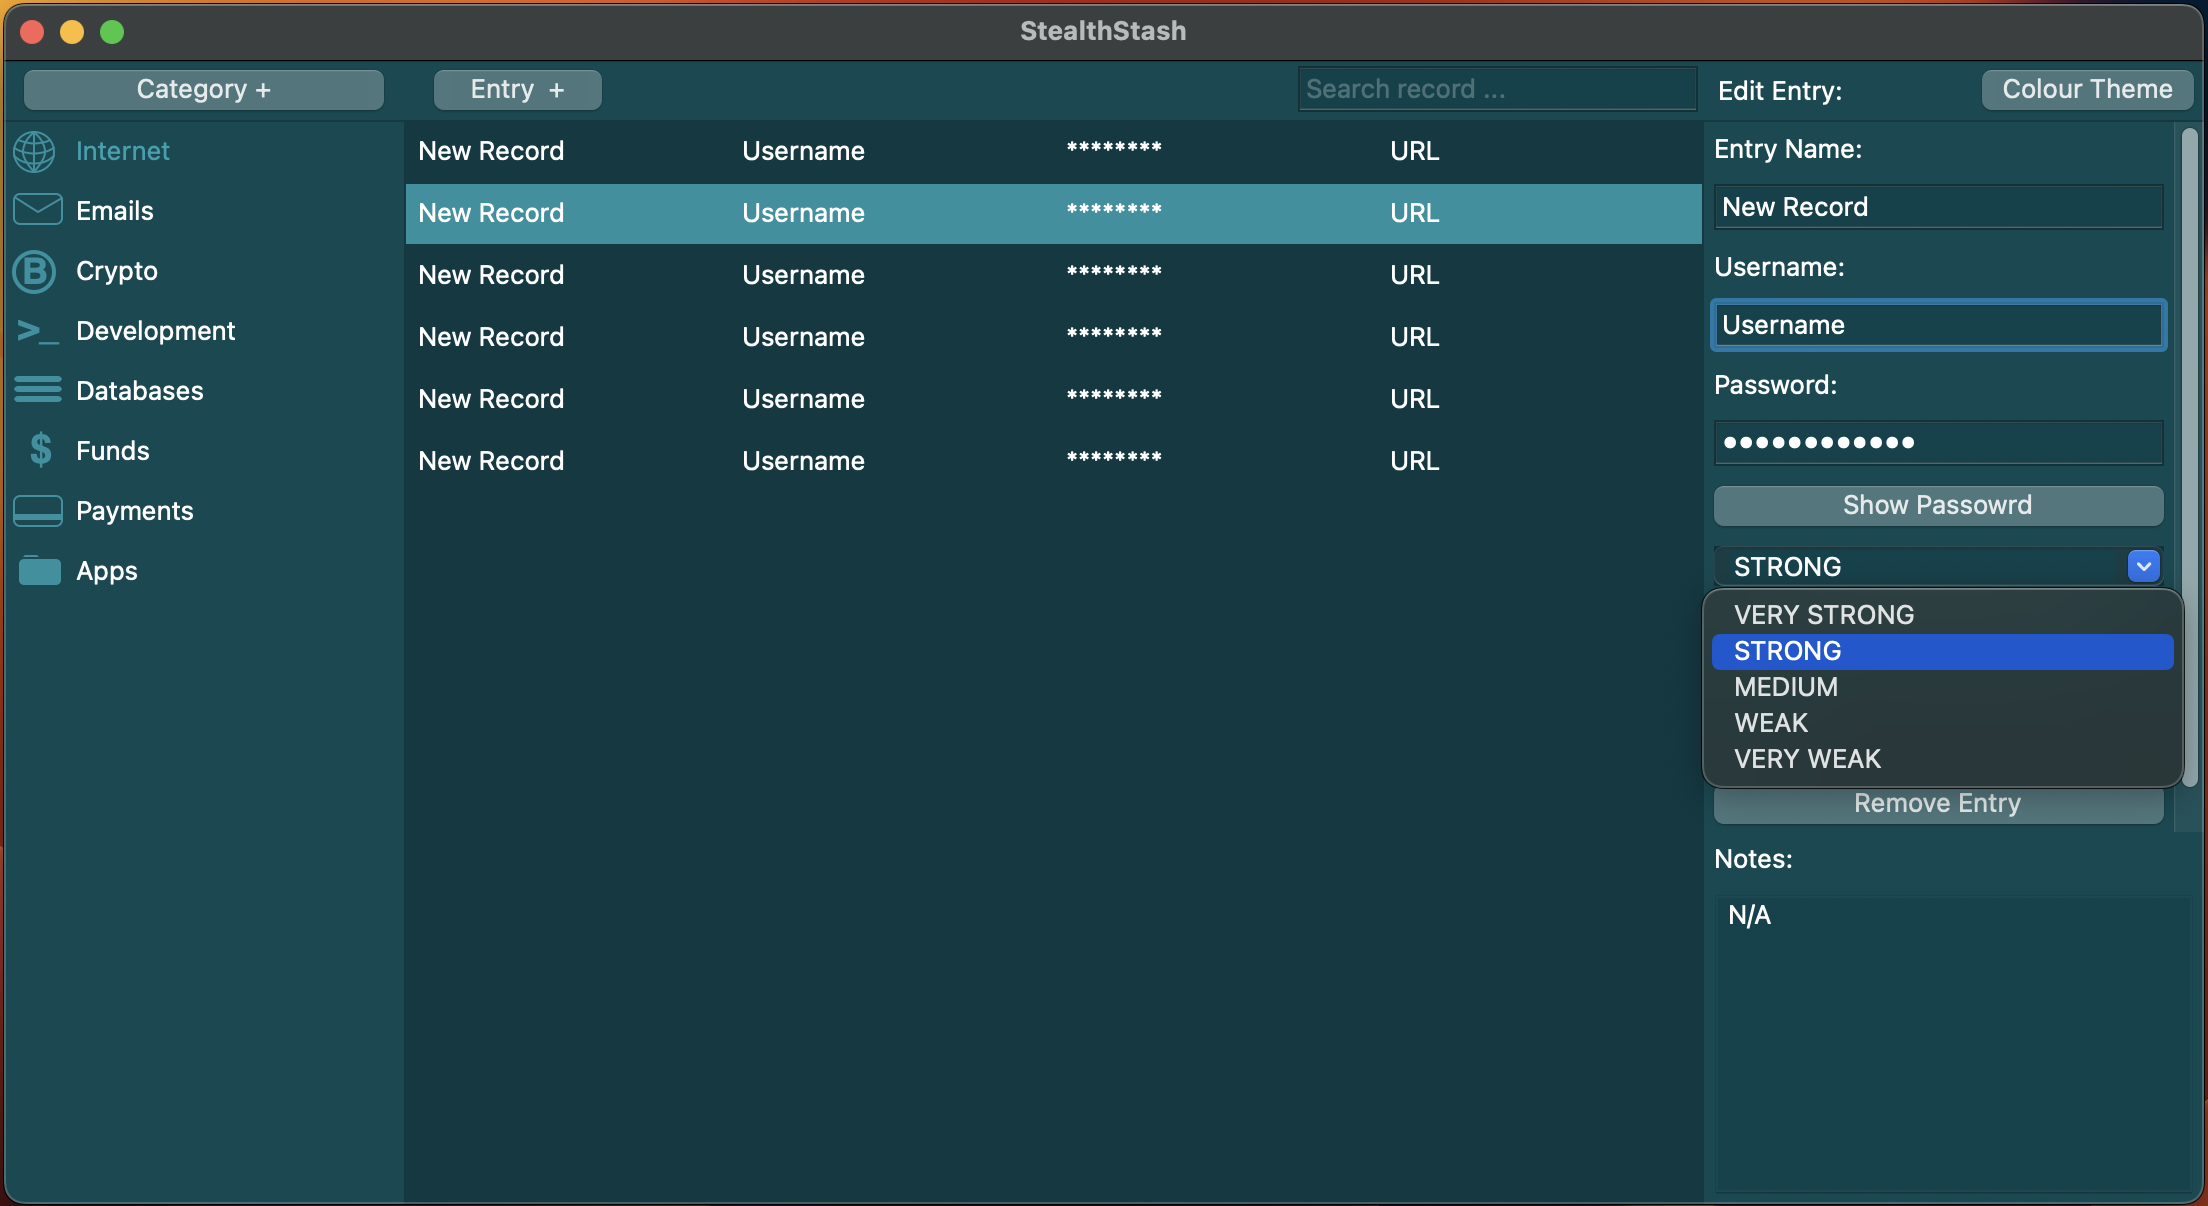 StealthStash
Category +
Entry +
Search record ...
Edit Entry:
Colour Theme
Internet
Emails
Crypto
Development
Databases
Funds
Payments
Apps
New Record Username ******** URL
New Record Username ******** URL
New Record Username ******** URL
New Record Username ******** URL
New Record Username ******** URL
New Record Username ******** URL
Entry Name:
New Record
Username:
Username
Password:
••••••••••••
Show Passowrd
STRONG
VERY STRONG
STRONG
MEDIUM
WEAK
VERY WEAK
Remove Entry
Notes:
N/A